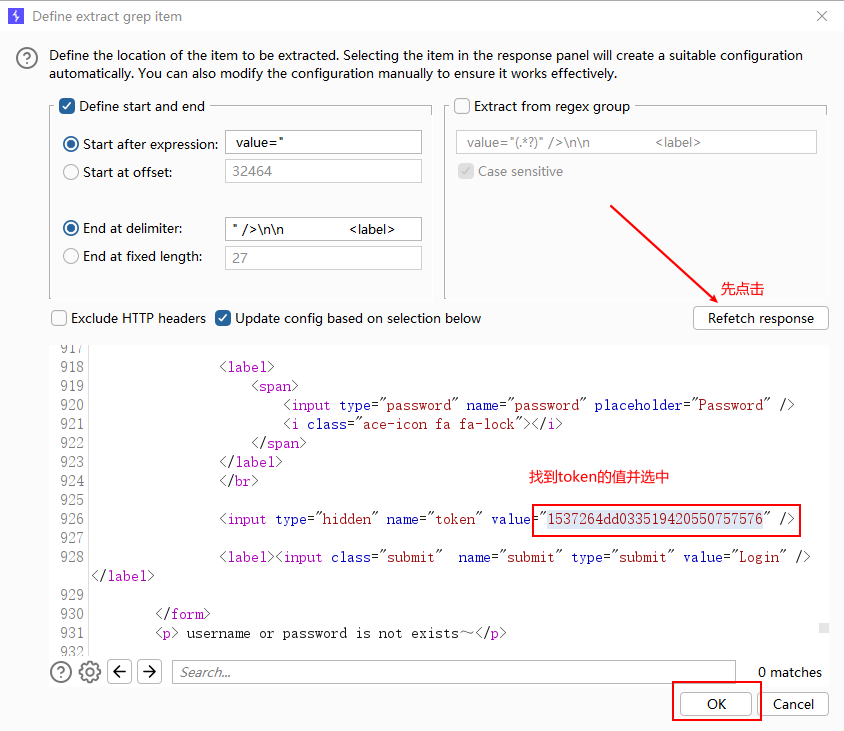 Define extract grep item
Define the location of the item to be extracted. Selecting the item in the response panel will create a suitable configuration
automatically. You can also modify the configuration manually to ensure it works effectively.
Define start and end
Start after expression: value="
Start at offset: 32464
End at delimiter: " />\n\n <label>
End at fixed length: 27
Extract from regex group
value="(.*?)" />\n\n <label>
Case sensitive
先点击
Exclude HTTP headers Update config based on selection below Refetch response
917
918 <label>
919 <span>
920 <input type="password" name="password" placeholder="Password" />
921 <i class="ace-icon fa fa-lock"></i>
922 </span>
923 </label>
924 </br>
925
找到token的值并选中
926 <input type="hidden" name="token" value="1537264dd033519420550757576" />
927
928 <label><input class="submit" name="submit" type="submit" value="Login" />
</label>
929
930 </form>
931 <p> username or password is not exists~</p>
932
Search... 0 matches
OK Cancel